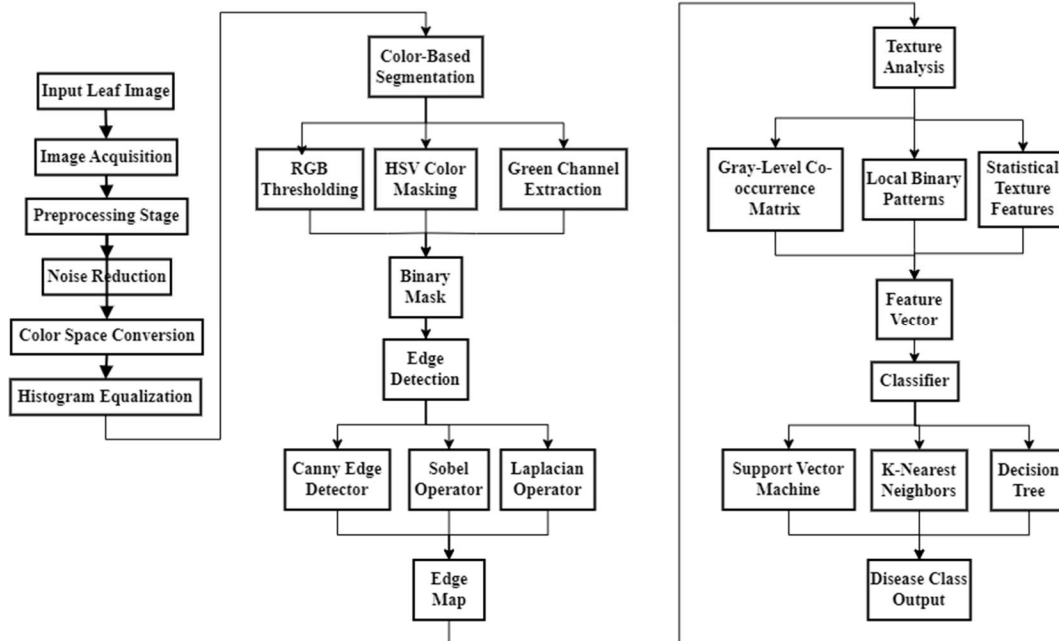 Input Leaf Image
Image Acquisition
Preprocessing Stage
Noise Reduction
Color Space Conversion
Histogram Equalization
Color-Based
Segmentation
RGB
Thresholding
HSV Color
Masking
Green Channel
Extraction
Binary
Mask
Edge
Detection
Canny Edge
Detector
Sobel
Operator
Laplacian
Operator
Edge
Map
Texture
Analysis
Gray-Level Co-
occurrence
Matrix
Local Binary
Patterns
Statistical
Texture
Features
Feature
Vector
Classifier
Support Vector
Machine
K-Nearest
Neighbors
Decision
Tree
Disease Class
Output